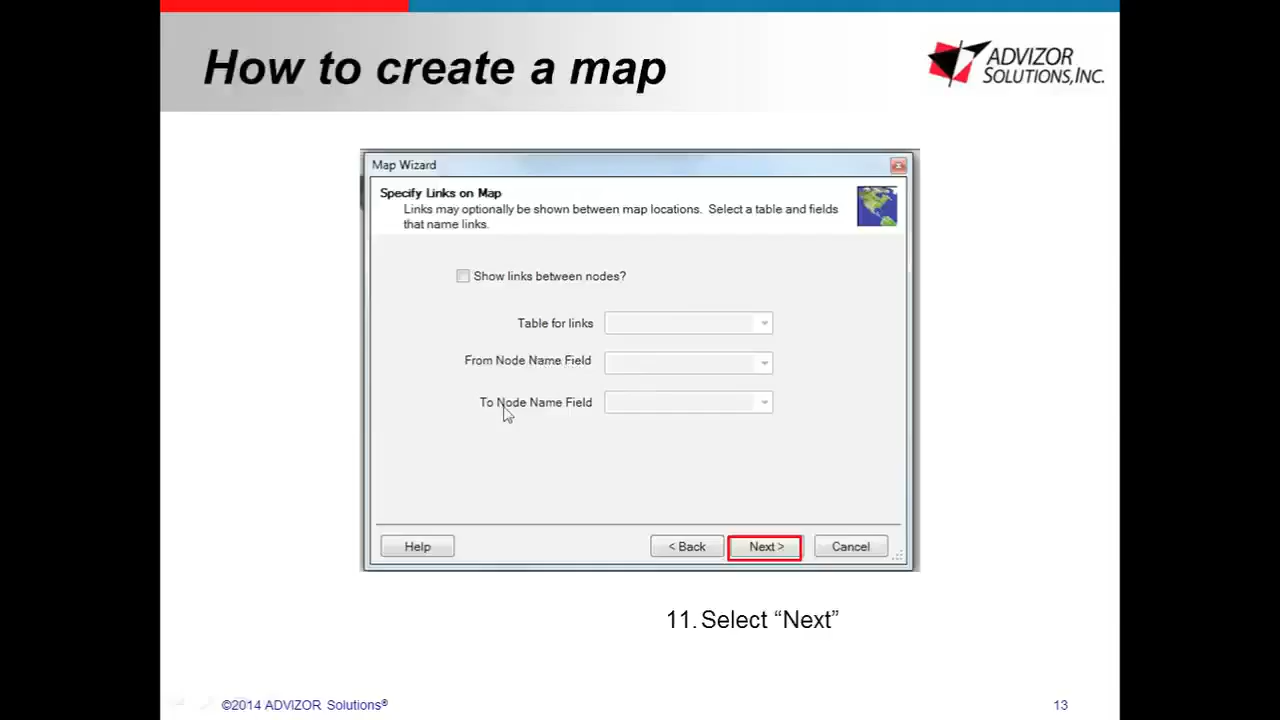 How to create a map
ADVIZOR
SOLUTIONS, INC.
Map Wizard
Specify Links on Map
Links may optionally be shown between map locations. Select a table and fields
that name links.
Show links between nodes?
Table for links
From Node Name Field
To Node Name Field
Help
< Back
Next >
Cancel
11. Select “Next”
©2014 ADVIZOR Solutions®
13